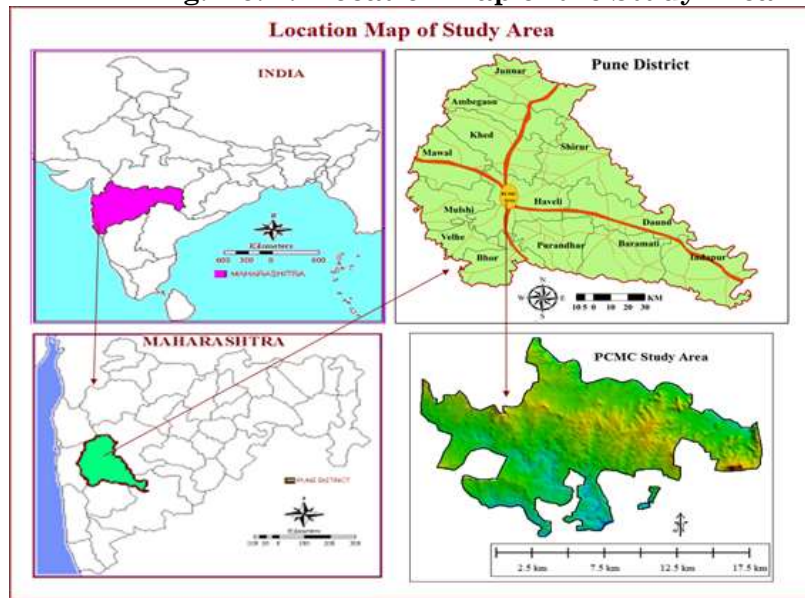 Location Map of Study Area
INDIA
Kilometers
600 300 0 600
MAHARASHTRA
Pune District
Junnar
Ambegaon
Khed
Shirur
Mawal
PCMC
Haveli
Mulshi
Daund
Velhe
Purandhar
Baramati
Indapur
Bhor
N
W E
S
10 5 0 10 20 30 KM
MAHARASHTRA
PUNE DISTRICT
Kilometers
PCMC Study Area
N
2.5 km 7.5 km 12.5 km 17.5 km